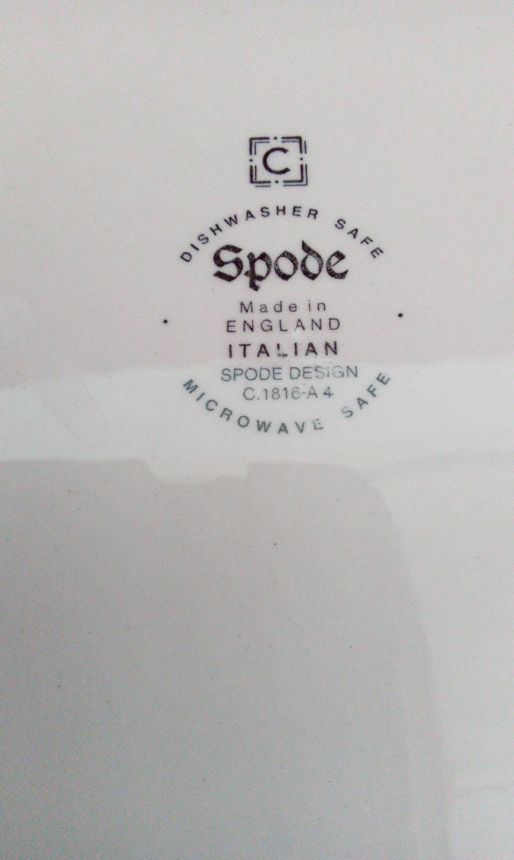 C
DISHWASHER SAFE
Spode
Made in
ENGLAND
ITALIAN
SPODE DESIGN
C.1816-A 4
MICROWAVE SAFE